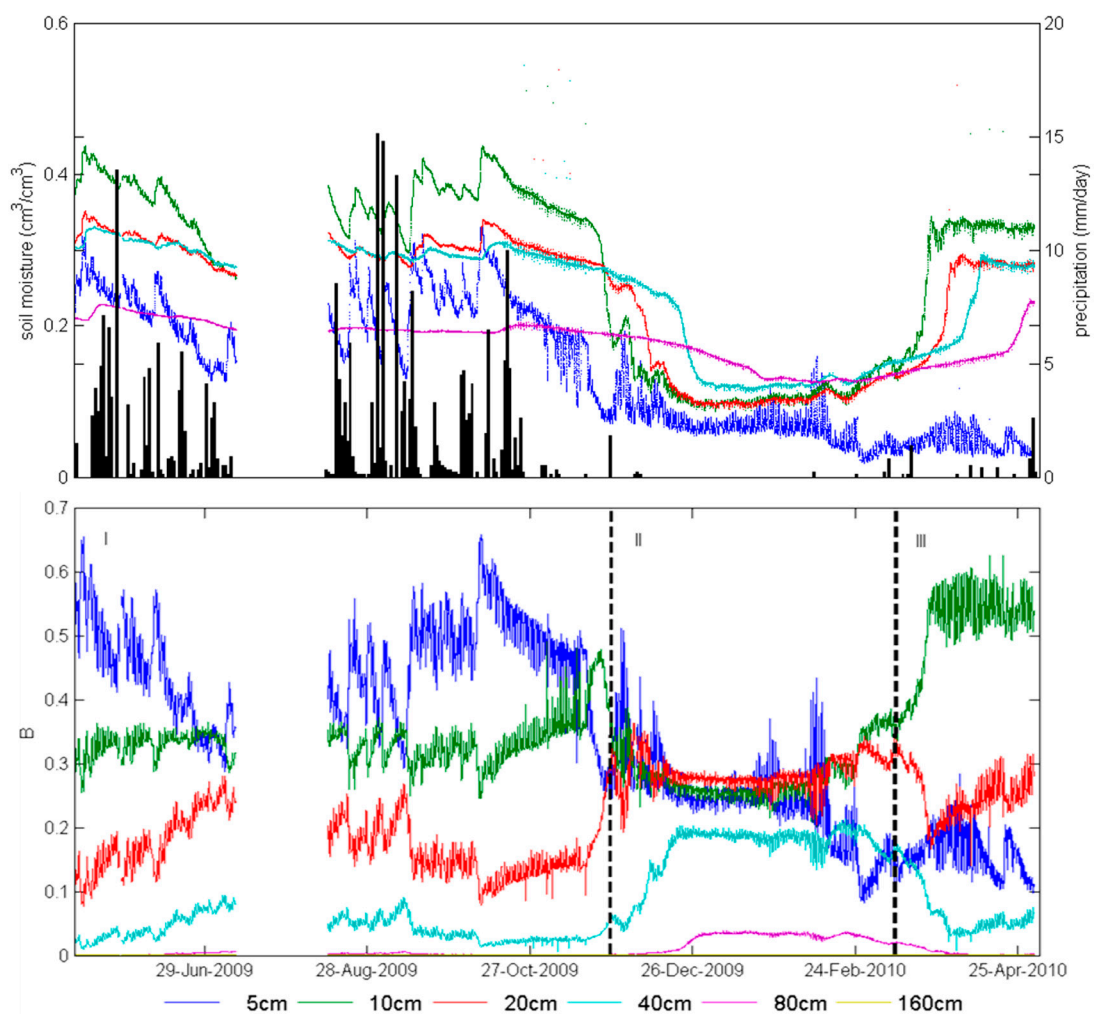 0.6
20
15
0.4
10
0.2
5
0
0
soil moisture (cm3/cm3)
precipitation (mm/day)
0.7
I
II
III
0.6
0.5
0.4
0.3
0.2
0.1
0
B
29-Jun-2009
28-Aug-2009
27-Oct-2009
26-Dec-2009
24-Feb-2010
25-Apr-2010
5cm 10cm 20cm 40cm 80cm 160cm